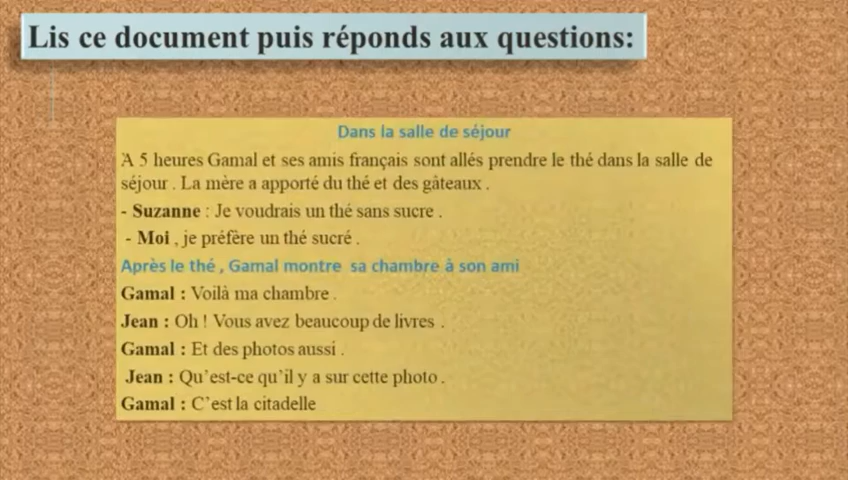 Lis ce document puis réponds aux questions:
Dans la salle de séjour
A 5 heures Gamal et ses amis français sont allés prendre le thé dans la salle de
séjour . La mère a apporté du thé et des gâteaux .
- Suzanne : Je voudrais un thé sans sucre .
- Moi , je préfère un thé sucré .
Après le thé , Gamal montre sa chambre à son ami
Gamal : Voilà ma chambre .
Jean : Oh ! Vous avez beaucoup de livres .
Gamal : Et des photos aussi .
Jean : Qu'est-ce qu'il y a sur cette photo .
Gamal : C'est la citadelle